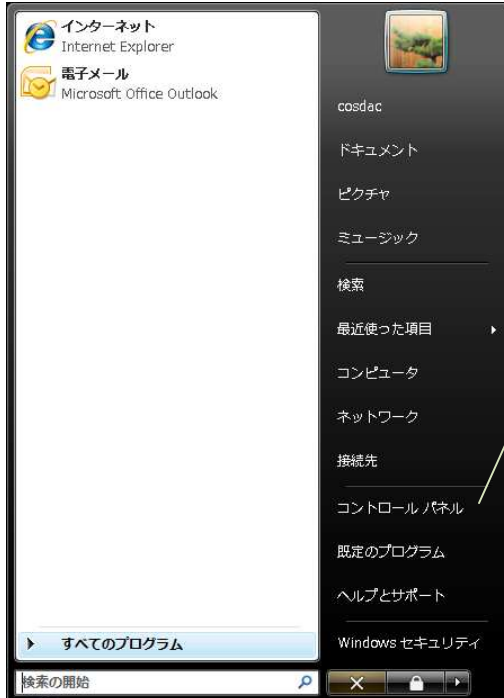 インターネット
Internet Explorer
電子メール
Microsoft Office Outlook
すべてのプログラム
検索の開始
cosdac
ドキュメント
ピクチャ
ミュージック
検索
最近使った項目
コンピュータ
ネットワーク
接続先
コントロール パネル
既定のプログラム
ヘルプとサポート
Windows セキュリティ